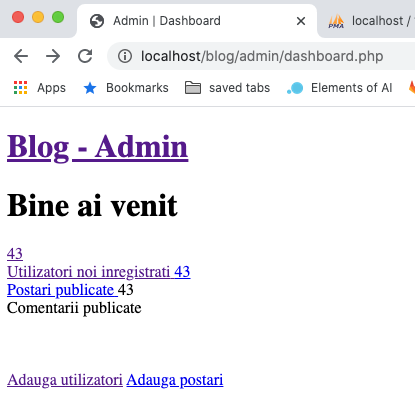 Admin | Dashboard
localhost /
PMA
localhost/blog/admin/dashboard.php
Apps
Bookmarks
saved tabs
Elements of AI
Blog - Admin
Bine ai venit
43
Utilizatori noi inregistrati 43
Postari publicate 43
Comentarii publicate
Adauga utilizatori Adauga postari